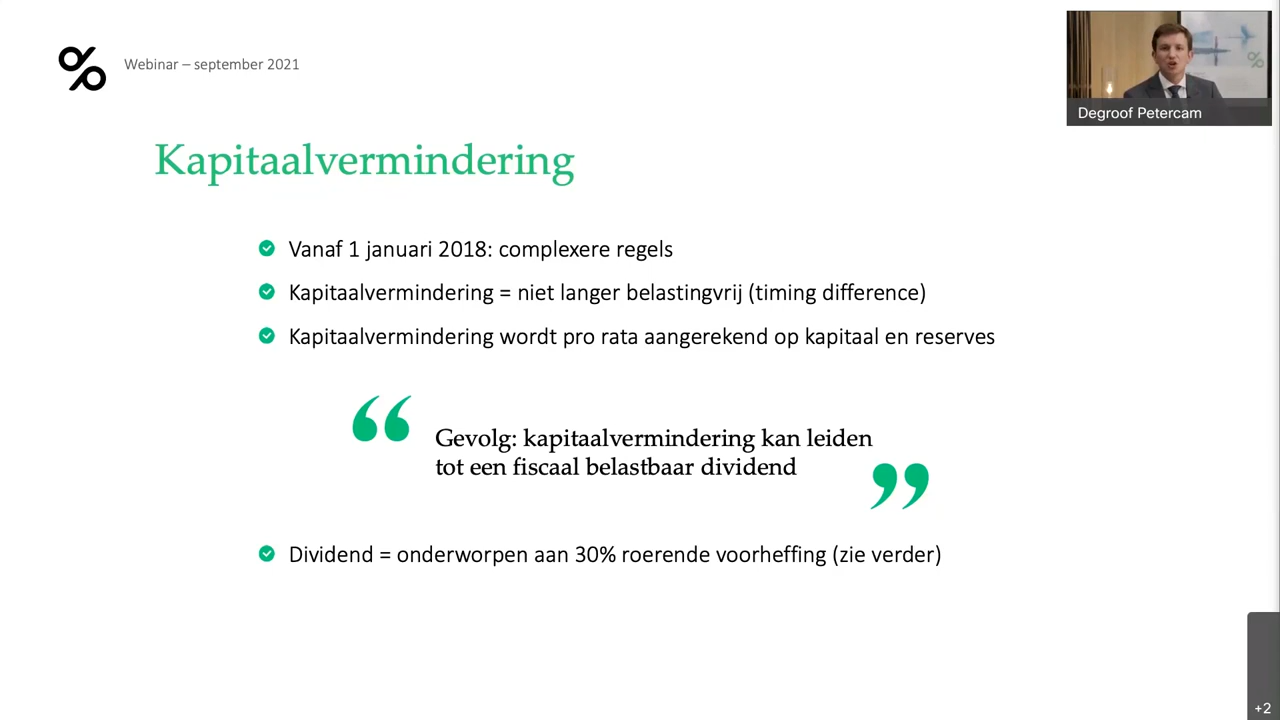 Webinar – september 2021
Degroof Petercam
Kapitaalvermindering
Vanaf 1 januari 2018: complexere regels
Kapitaalvermindering = niet langer belastingvrij (timing difference)
Kapitaalvermindering wordt pro rata aangerekend op kapitaal en reserves
“ Gevolg: kapitaalvermindering kan leiden
tot een fiscaal belastbaar dividend ”
Dividend = onderworpen aan 30% roerende voorheffing (zie verder)
+2